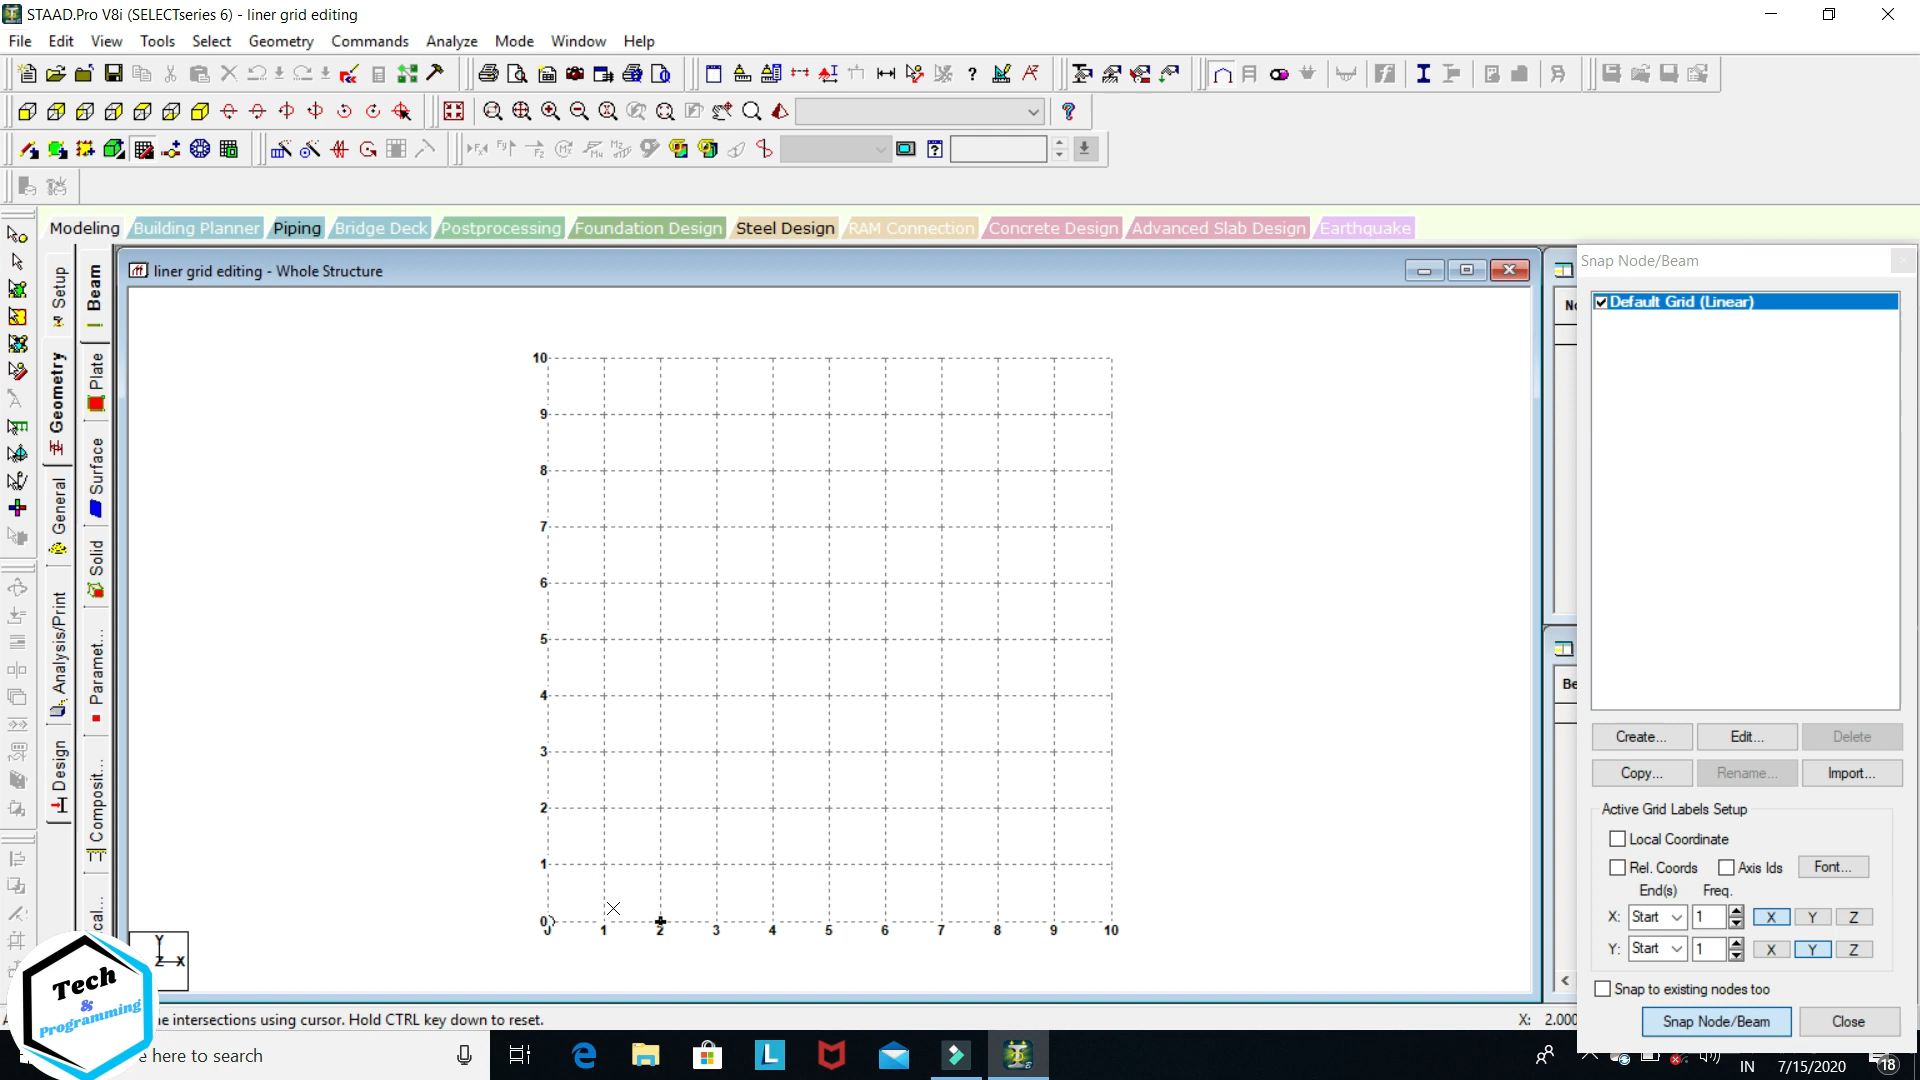 STAAD.Pro V8i (SELECTseries 6) - liner grid editing
File Edit View Tools Select Geometry Commands Analyze Mode Window Help
Modeling Building Planner Piping Bridge Deck Postprocessing Foundation Design Steel Design RAM Connection Concrete Design Advanced Slab Design Earthquake
Setup
Geometry
General
Analysis/Print
Design
Beam
Plate
Surface
Solid
Paramet...
Composit...
cal...
liner grid editing - Whole Structure
10
9
8
7
6
5
4
3
2
1
0
1 2 3 4 5 6 7 8 9 10
Y
Z X
No
Be
Snap Node/Beam
Default Grid (Linear)
Create... Edit... Delete
Copy... Rename... Import...
Active Grid Labels Setup
Local Coordinate
Rel. Coords Axis Ids Font...
End(s) Freq.
X: Start 1 X Y Z
Y: Start 1 X Y Z
Snap to existing nodes too
Snap Node/Beam Close
e intersections using cursor. Hold CTRL key down to reset.
X: 2.000
Tech
&
Programming
e here to search
IN 7/15/2020 18